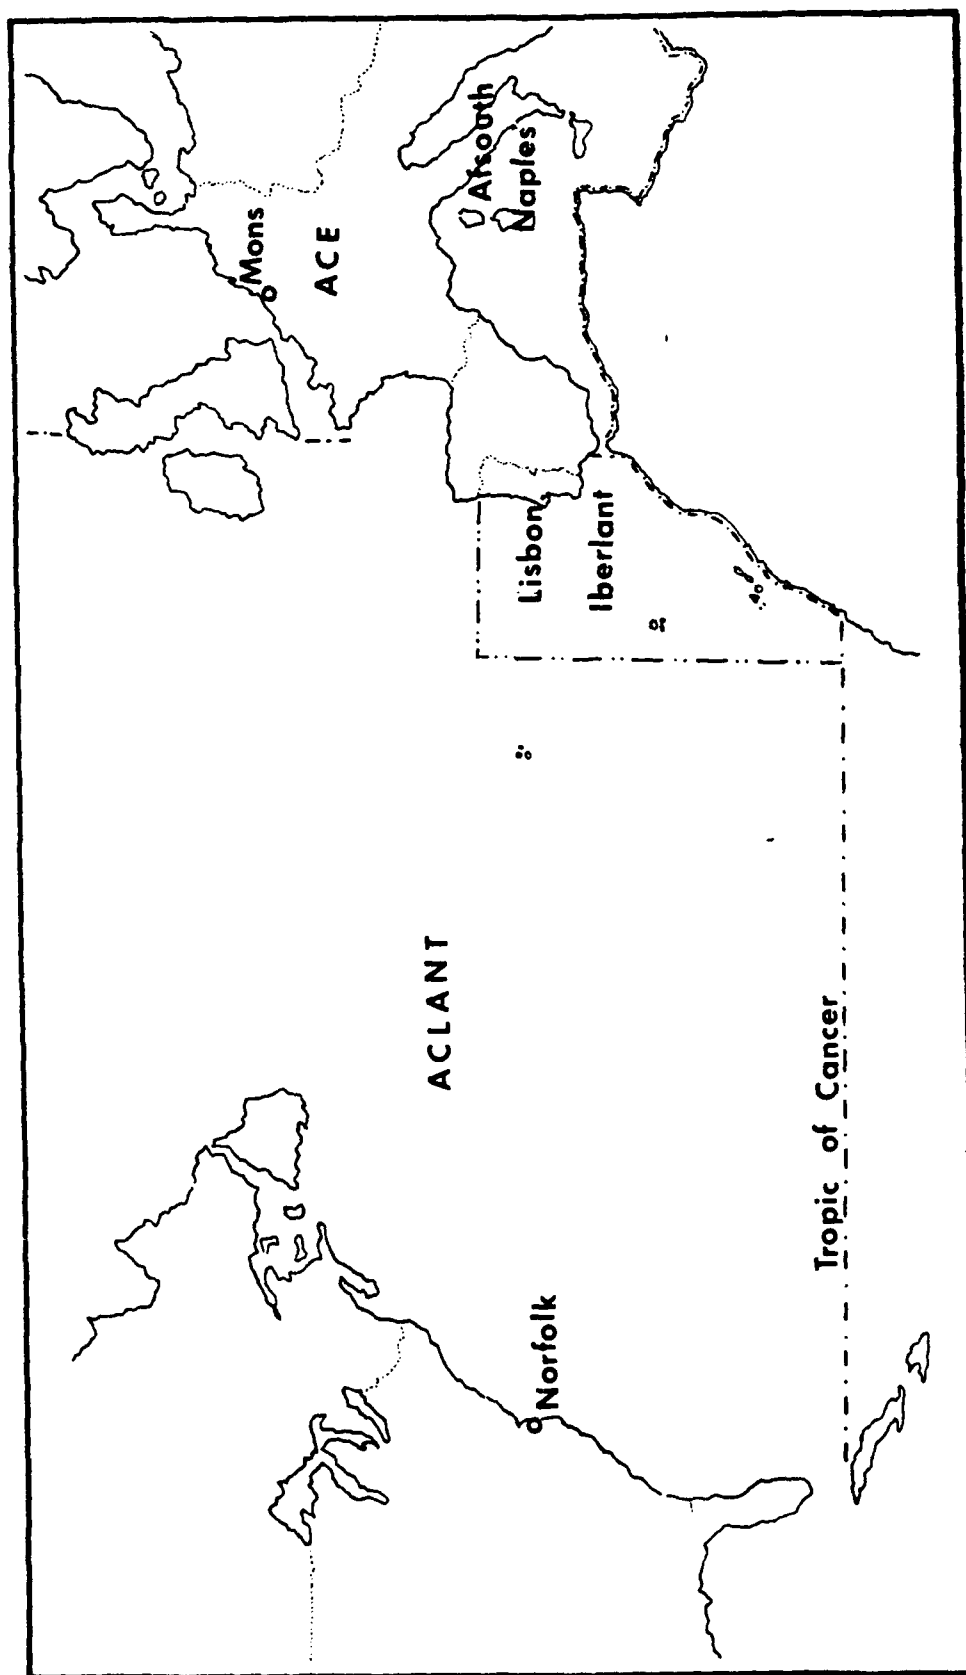 Mons
ACE
Afsouth
Naples
Lisbon
Iberlant
ACLANT
Norfolk
Tropic of Cancer